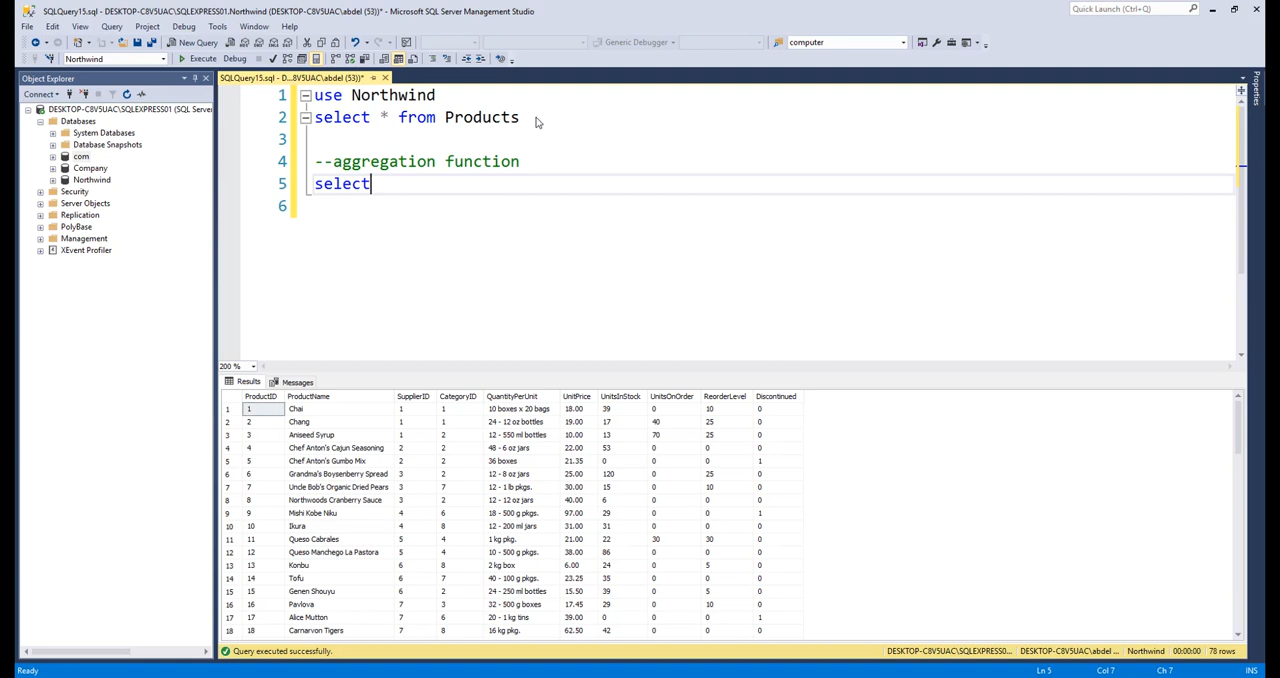 SQLQuery15.sql - DESKTOP-C8V5UAC\SQLEXPRESS01.Northwind (DESKTOP-C8V5UAC\abdel (53))* - Microsoft SQL Server Management Studio
Quick Launch (Ctrl+Q)
File Edit View Query Project Debug Tools Window Help
New Query Generic Debugger computer
Northwind Execute Debug
Object Explorer
SQLQuery15.sql - D...8V5UAC\abdel (53))*
Properties
Connect
DESKTOP-C8V5UAC\SQLEXPRESS01 (SQL Server
Databases
System Databases
Database Snapshots
com
Company
Northwind
Security
Server Objects
Replication
PolyBase
Management
XEvent Profiler
1 use Northwind
2 select * from Products
3
4 --aggregation function
5 select
6
200 %
Results Messages
ProductID ProductName SupplierID CategoryID QuantityPerUnit UnitPrice UnitsInStock UnitsOnOrder ReorderLevel Discontinued
1 1 Chai 1 1 10 boxes x 20 bags 18.00 39 0 10 0
2 2 Chang 1 1 24 - 12 oz bottles 19.00 17 40 25 0
3 3 Aniseed Syrup 1 2 12 - 550 ml bottles 10.00 13 70 25 0
4 4 Chef Anton's Cajun Seasoning 2 2 48 - 6 oz jars 22.00 53 0 0 0
5 5 Chef Anton's Gumbo Mix 2 2 36 boxes 21.35 0 0 0 1
6 6 Grandma's Boysenberry Spread 3 2 12 - 8 oz jars 25.00 120 0 25 0
7 7 Uncle Bob's Organic Dried Pears 3 7 12 - 1 lb pkgs. 30.00 15 0 10 0
8 8 Northwoods Cranberry Sauce 3 2 12 - 12 oz jars 40.00 6 0 0 0
9 9 Mishi Kobe Niku 4 6 18 - 500 g pkgs. 97.00 29 0 0 1
10 10 Ikura 4 8 12 - 200 ml jars 31.00 31 0 0 0
11 11 Queso Cabrales 5 4 1 kg pkg. 21.00 22 30 30 0
12 12 Queso Manchego La Pastora 5 4 10 - 500 g pkgs. 38.00 86 0 0 0
13 13 Konbu 6 8 2 kg box 6.00 24 0 5 0
14 14 Tofu 6 7 40 - 100 g pkgs. 23.25 35 0 0 0
15 15 Genen Shouyu 6 2 24 - 250 ml bottles 15.50 39 0 5 0
16 16 Pavlova 7 3 32 - 500 g boxes 17.45 29 0 10 0
17 17 Alice Mutton 7 6 20 - 1 kg tins 39.00 0 0 0 1
18 18 Carnarvon Tigers 7 8 16 kg pkg. 62.50 42 0 0 0
Query executed successfully. DESKTOP-C8V5UAC\SQLEXPRESS0... DESKTOP-C8V5UAC\abdel ... Northwind 00:00:00 78 rows
Ready Ln 5 Col 7 Ch 7 INS